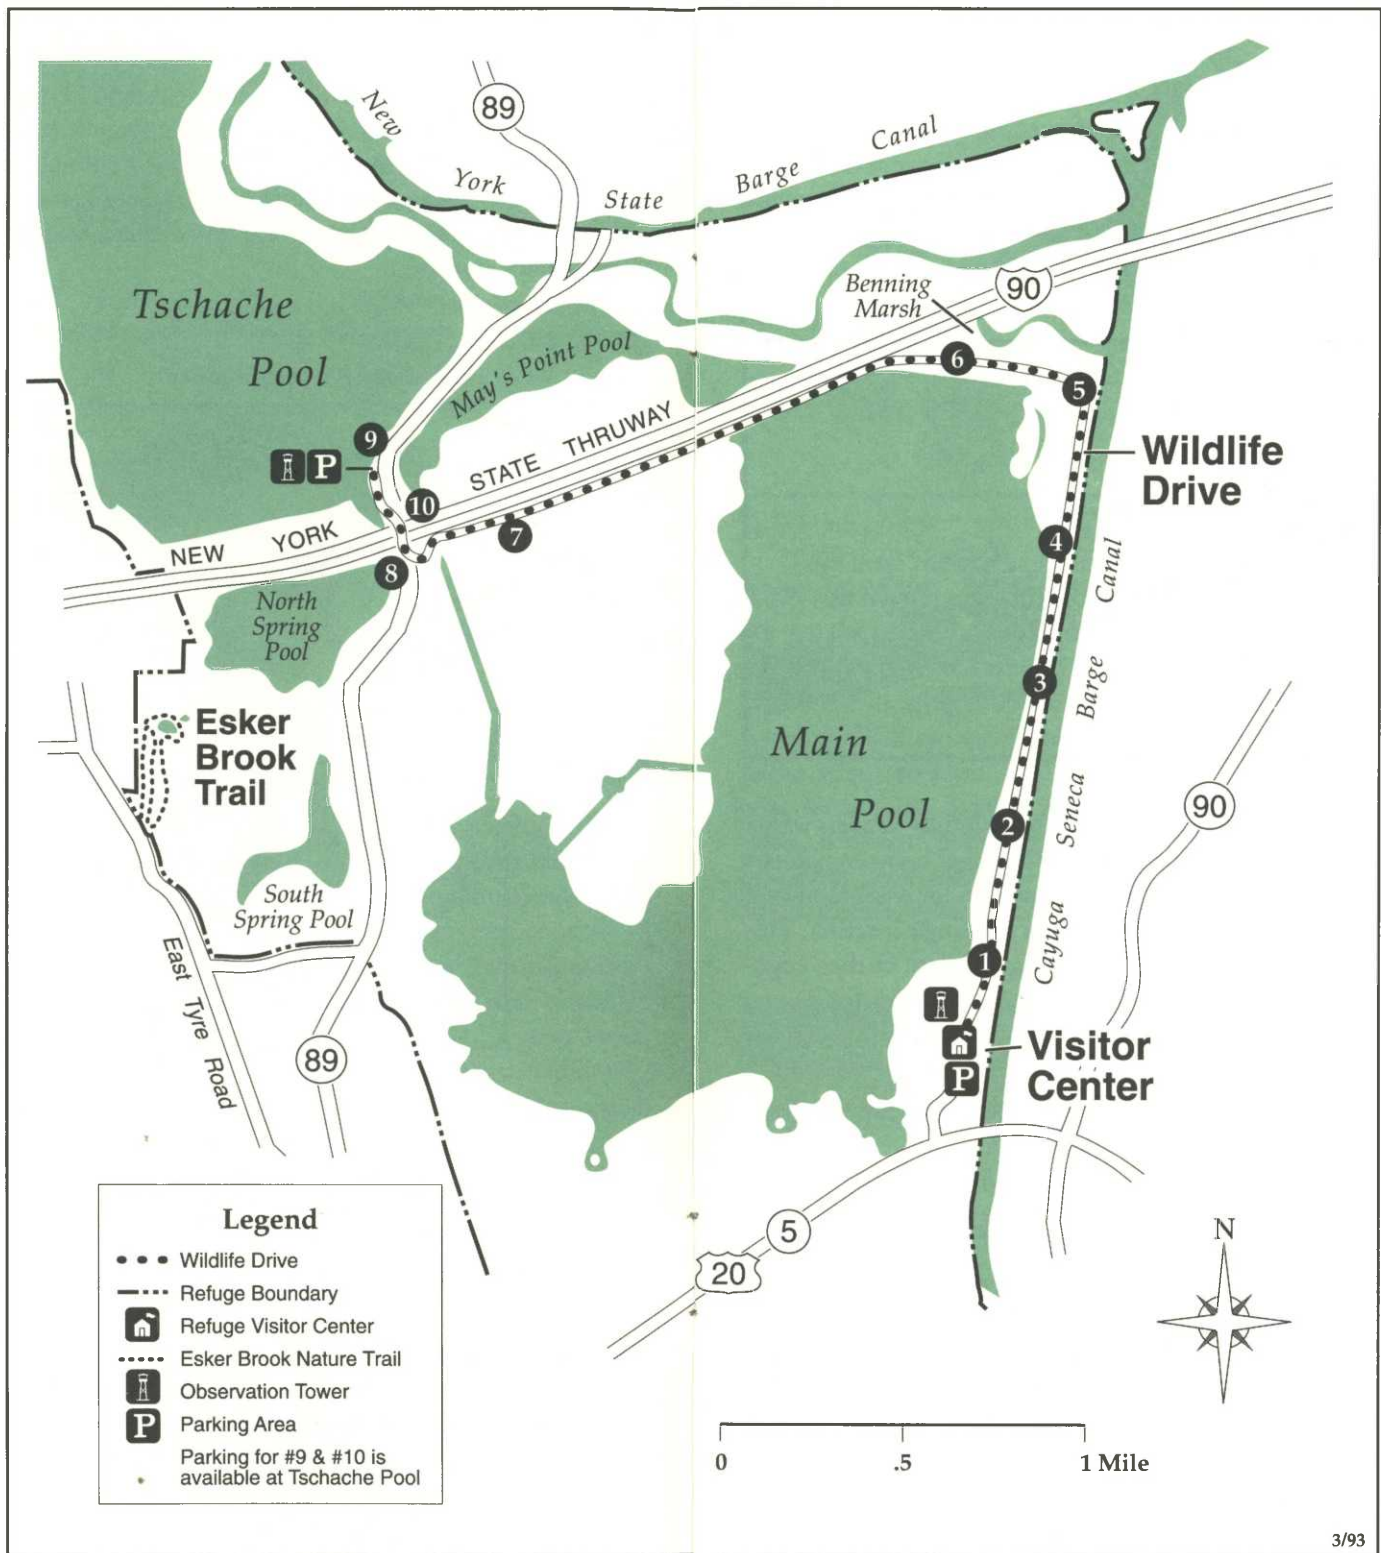 New
York
State
Barge
Canal
89
Tschache
Pool
May's Point Pool
Benning
Marsh
90
6
5
9
P
10
STATE THRUWAY
NEW YORK
7
8
Wildlife
Drive
4
North
Spring
Pool
3
Esker
Brook
Trail
Main
Pool
2
90
South
Spring Pool
1
Cayuga Seneca Barge Canal
East Tyre Road
89
P
Visitor
Center
5
20
Legend
Wildlife Drive
Refuge Boundary
Refuge Visitor Center
Esker Brook Nature Trail
Observation Tower
P Parking Area
Parking for #9 & #10 is
available at Tschache Pool
N
0 .5 1 Mile
3/93